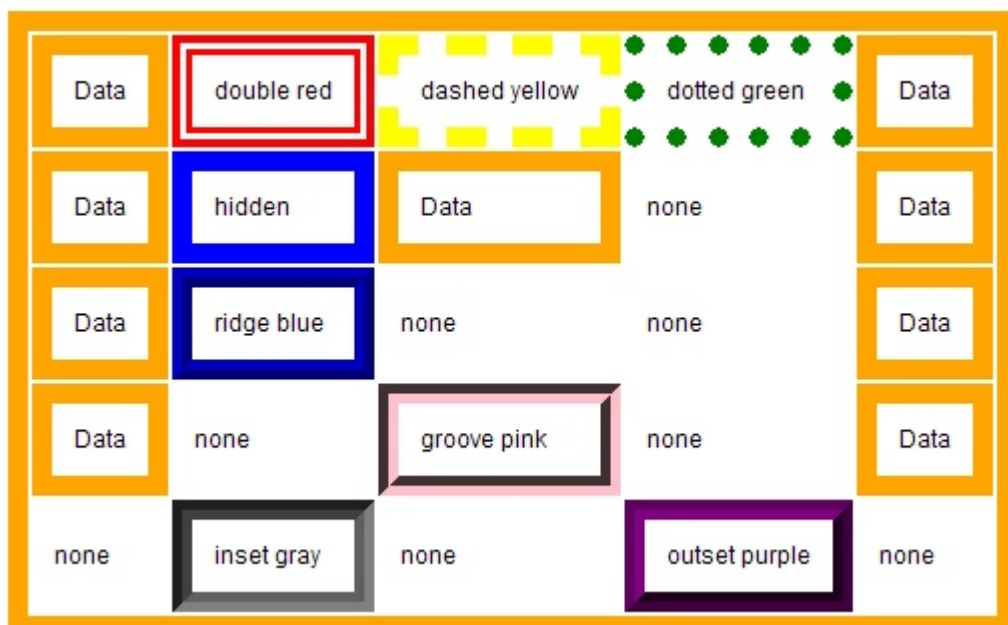 Data double red dashed yellow dotted green Data
Data hidden Data none Data
Data ridge blue none none Data
Data none groove pink none Data
none inset gray none outset purple none